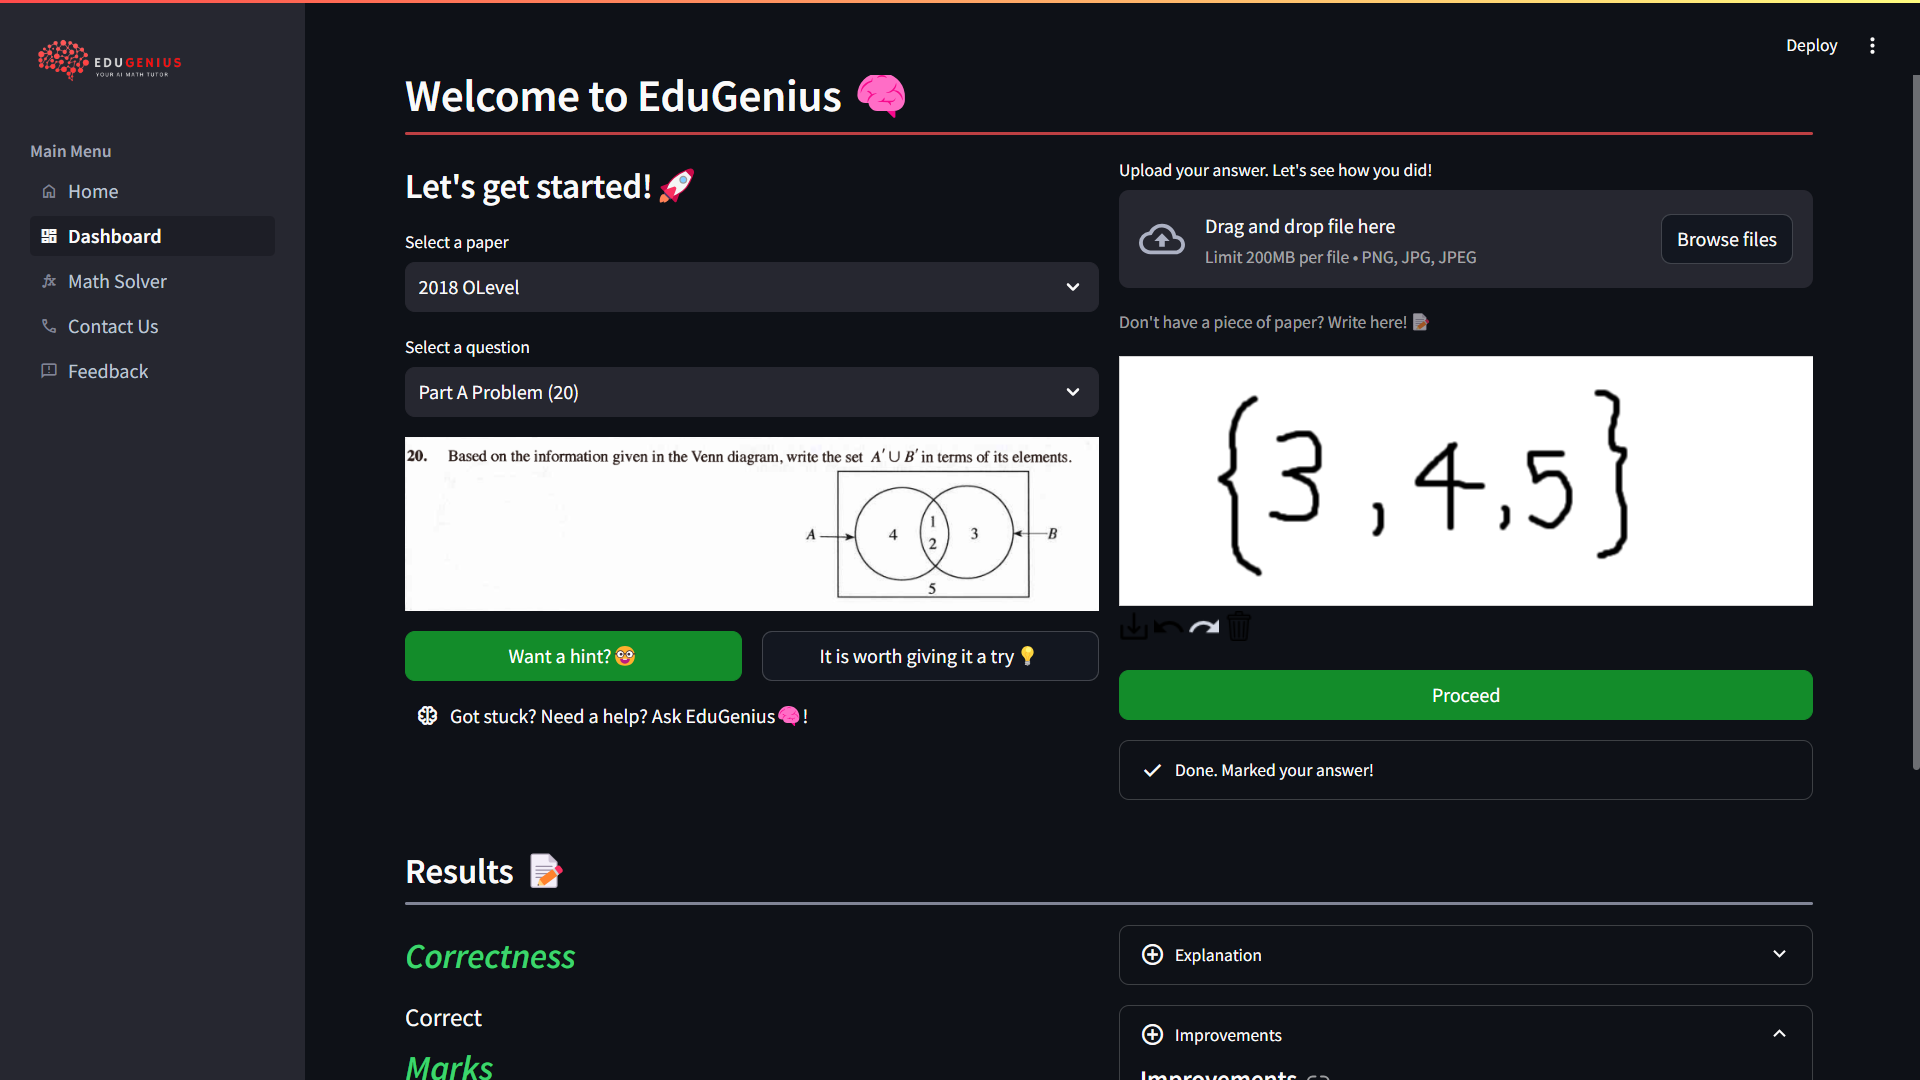 EDUGENIUS
YOUR AI MATH TUTOR
Main Menu
Home
Dashboard
Math Solver
Contact Us
Feedback
Deploy
Welcome to EduGenius 🧠
Let's get started! 🚀
Select a paper
2018 OLevel
Select a question
Part A Problem (20)
20. Based on the information given in the Venn diagram, write the set A′ ∪ B′ in terms of its elements.
A
4
1
2
3
B
5
Want a hint? 🤓
It is worth giving it a try 💡
Got stuck? Need a help? Ask EduGenius🧠!
Upload your answer. Let's see how you did!
Drag and drop file here
Limit 200MB per file • PNG, JPG, JPEG
Browse files
Don't have a piece of paper? Write here! 📝
{3, 4, 5}
Proceed
Done. Marked your answer!
Results 📝
Correctness
Correct
Marks
Explanation
Improvements
Improvements